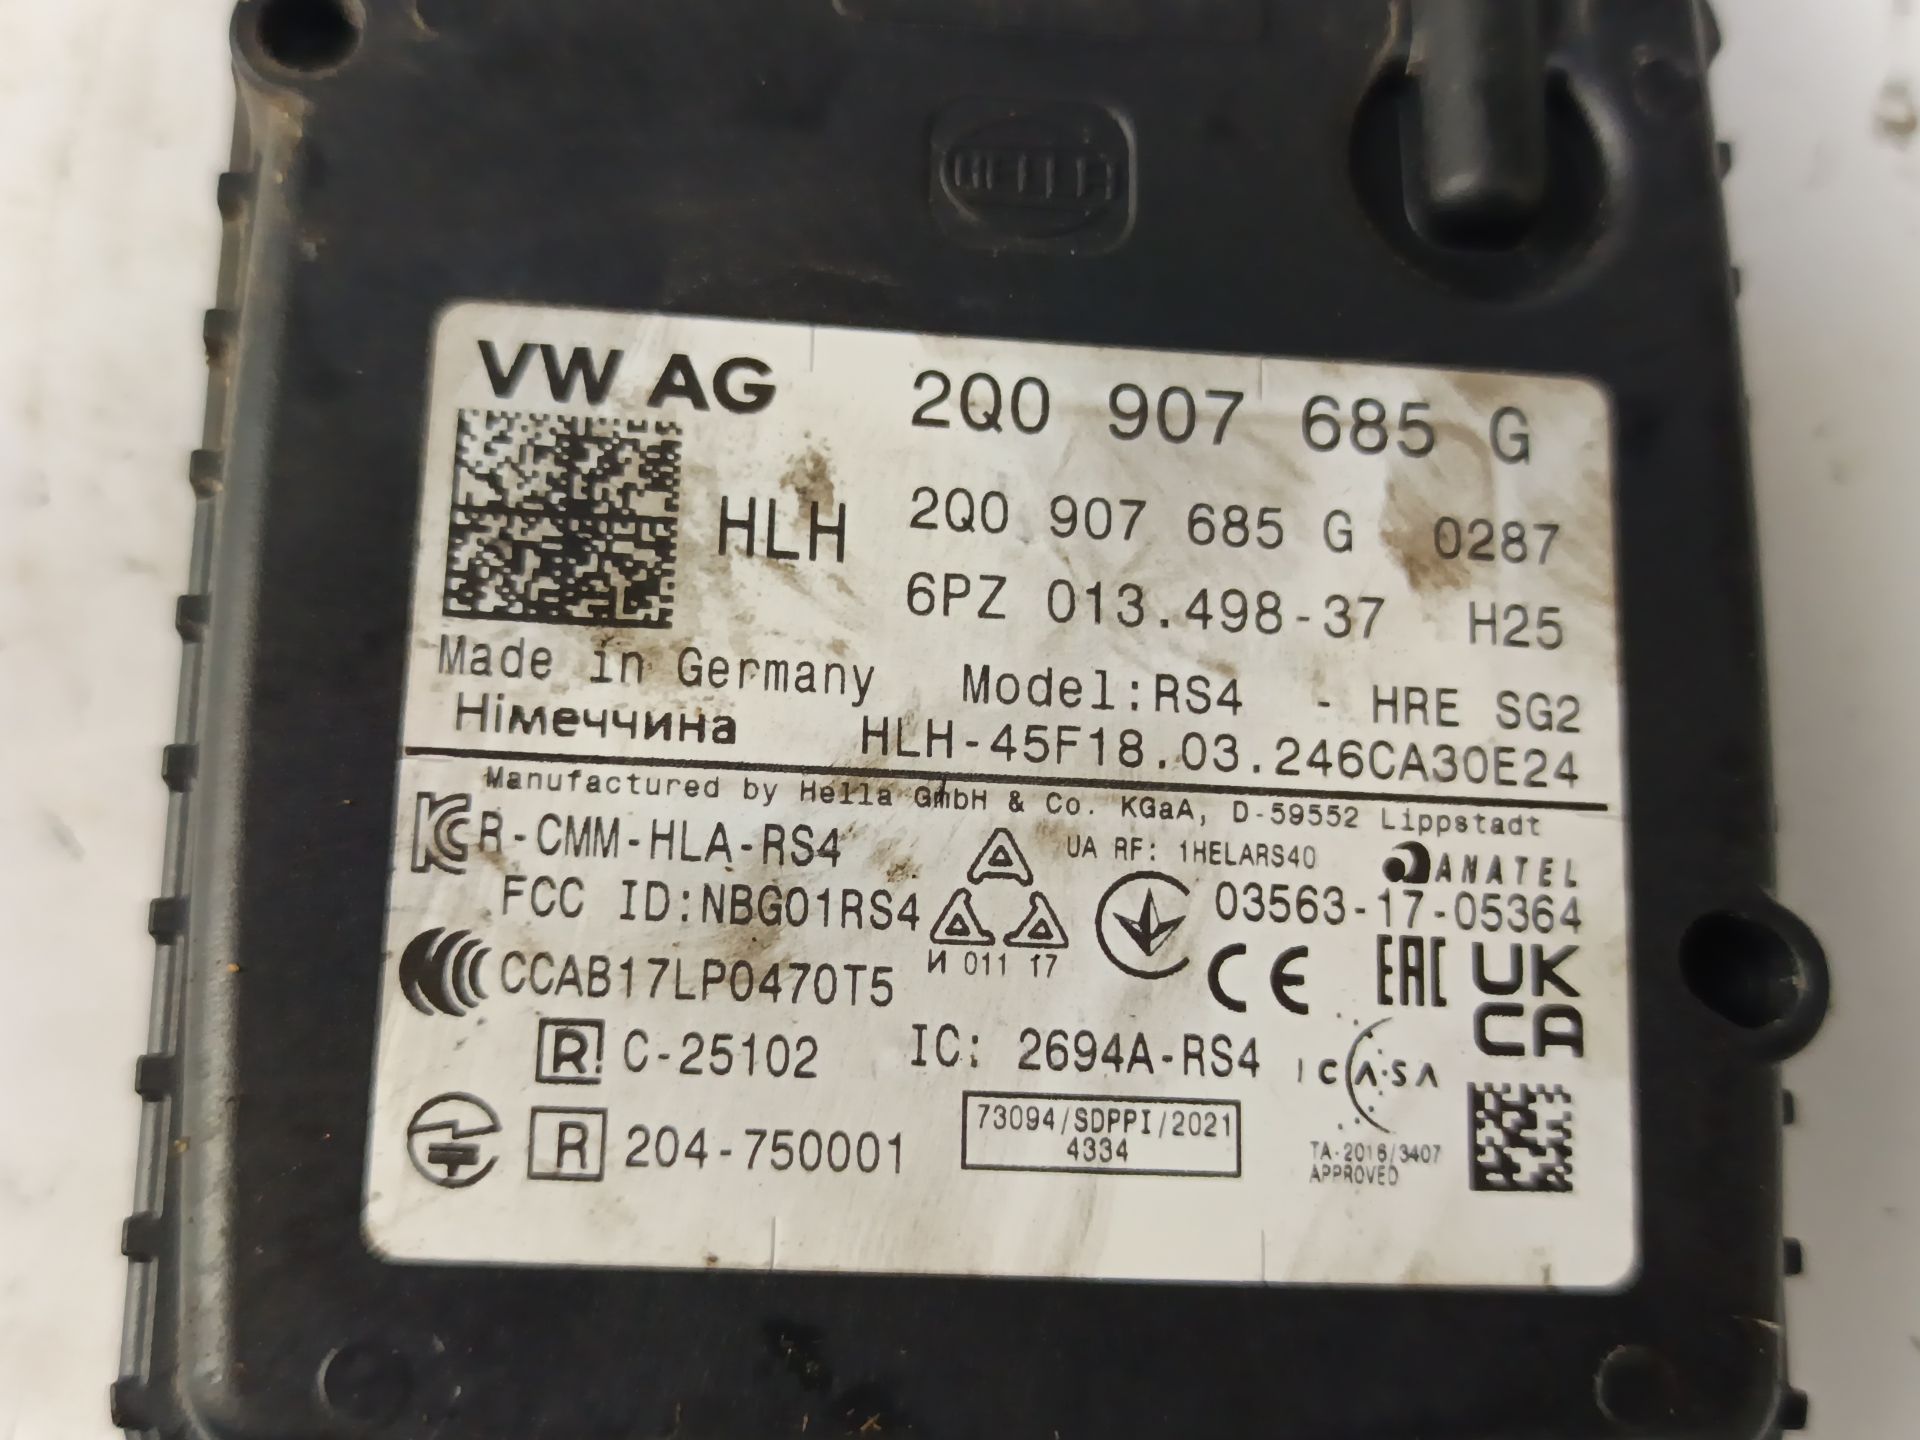 HELLA
VW AG 2Q0 907 685 G
HLH 2Q0 907 685 G 0287
6PZ 013.498-37 H25
Made in Germany Model:RS4 - HRE SG2
Німеччина HLH-45F18.03.246CA30E24
Manufactured by Hella GmbH & Co. KGaA, D-59552 Lippstadt
R-CMM-HLA-RS4 UA RF: 1HELARS40 ANATEL
FCC ID:NBG01RS4 03563-17-05364
И 011 17
CCAB17LP0470T5 CE EAC UK
CA
R! C-25102 IC: 2694A-RS4 ICASA
R 204-750001 73094/SDPPI/2021
4334
TA-2016/3407
APPROVED